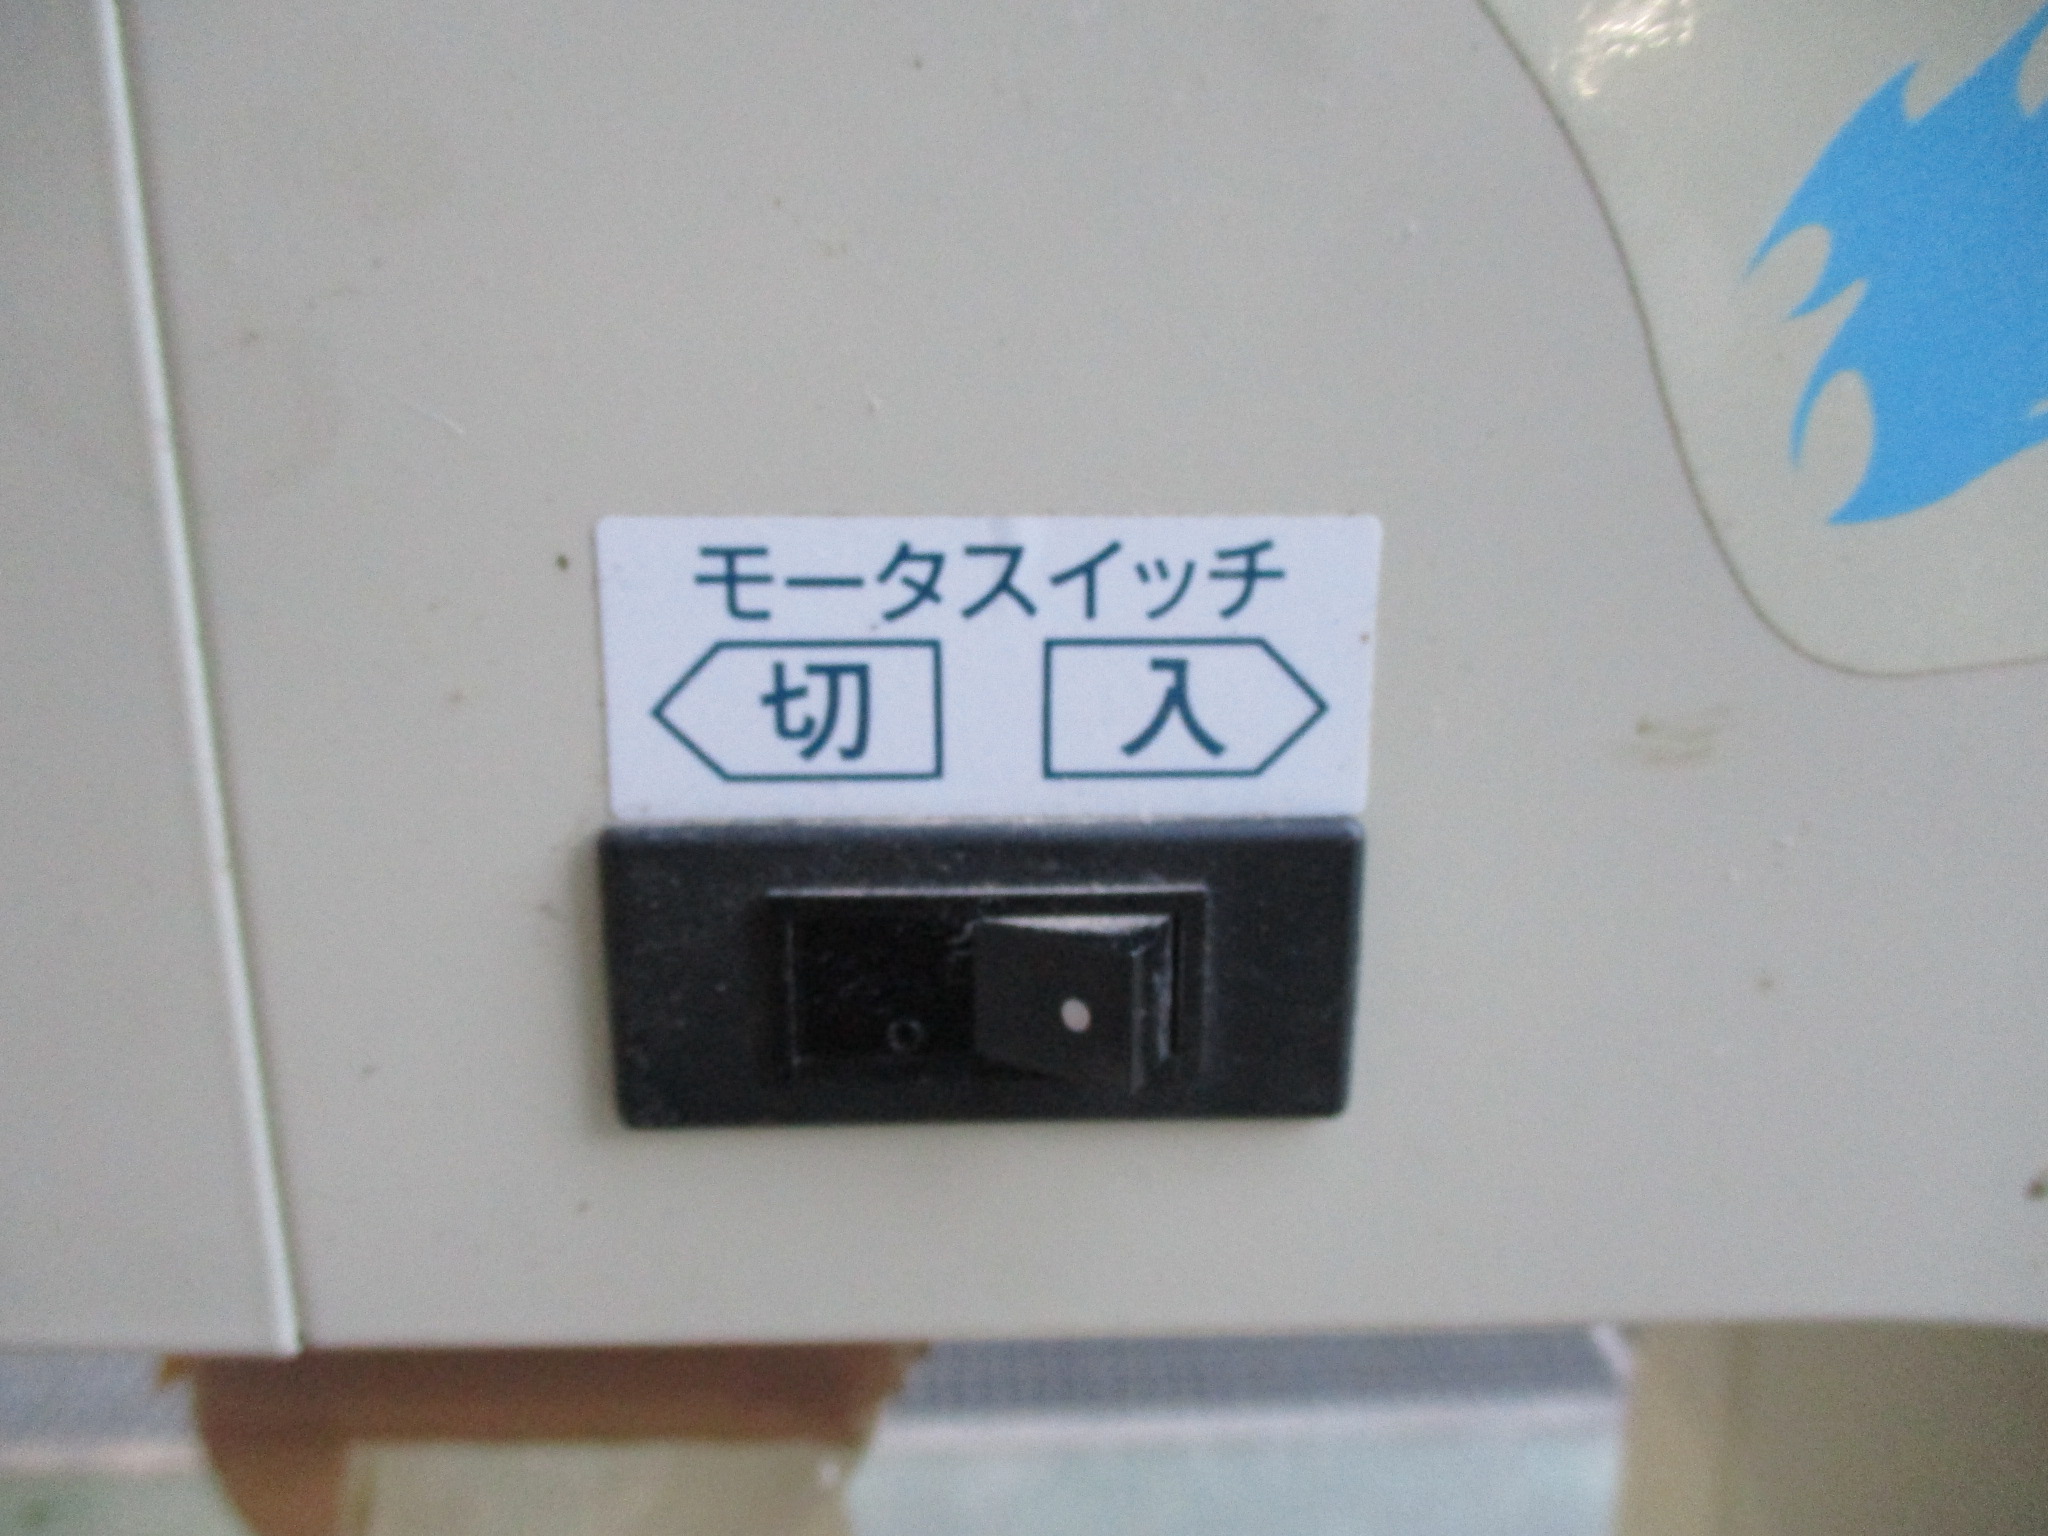 モータスイッチ
切 入